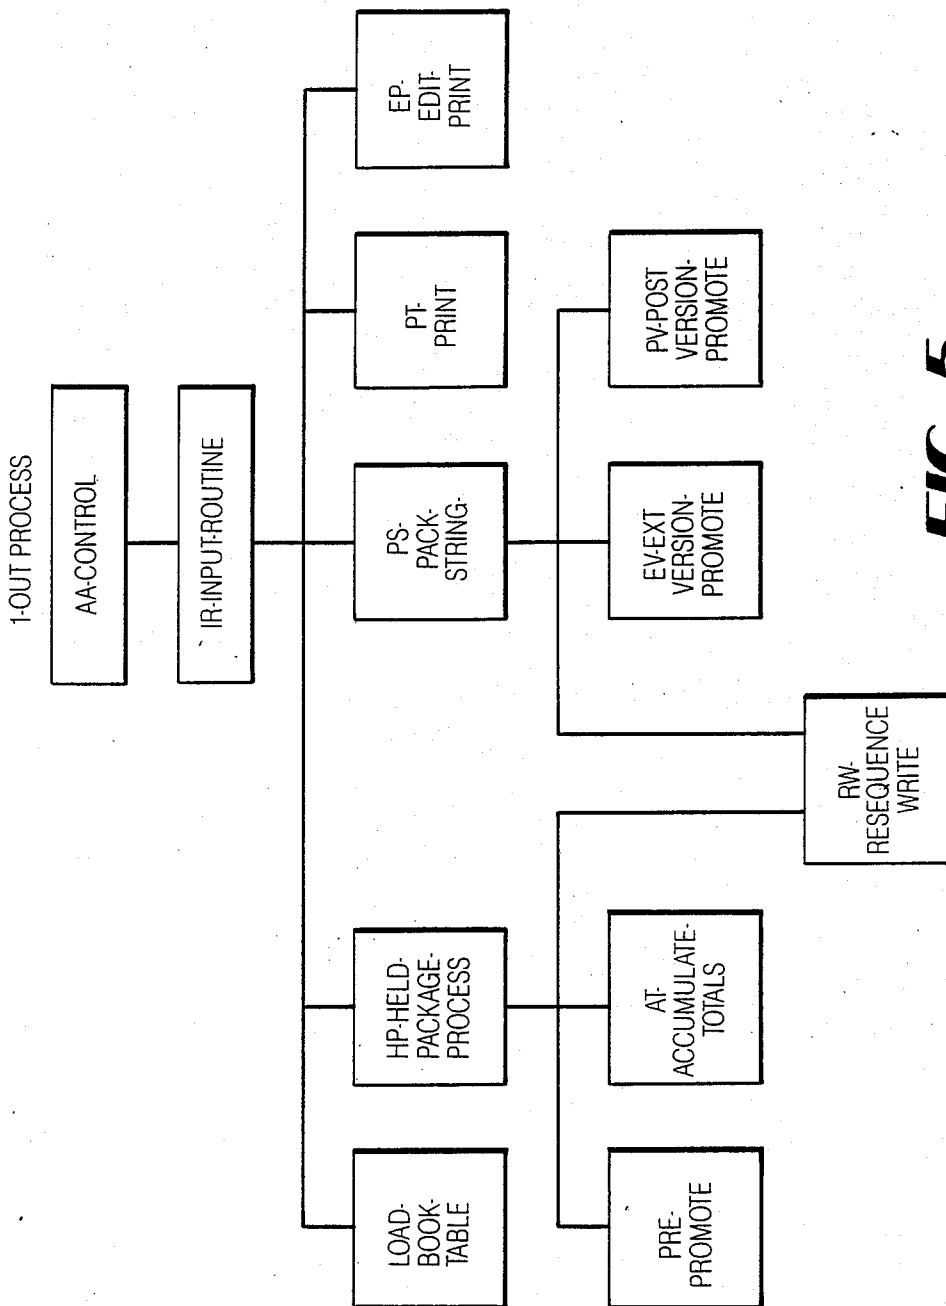 1-OUT PROCESS
AA-CONTROL
IR-INPUT-ROUTINE
LOAD-
BOOK-
TABLE
HP-HELD-
PACKAGE-
PROCESS
PS-
PACK-
STRING
PT-
PRINT
EP-
EDIT-
PRINT
PRE-
PROMOTE
AT-
ACCUMULATE-
TOTALS
EV-EXT
VERSION-
PROMOTE
PV-POST
VERSION-
PROMOTE
RW-
RESEQUENCE
WRITE
FIG. 5